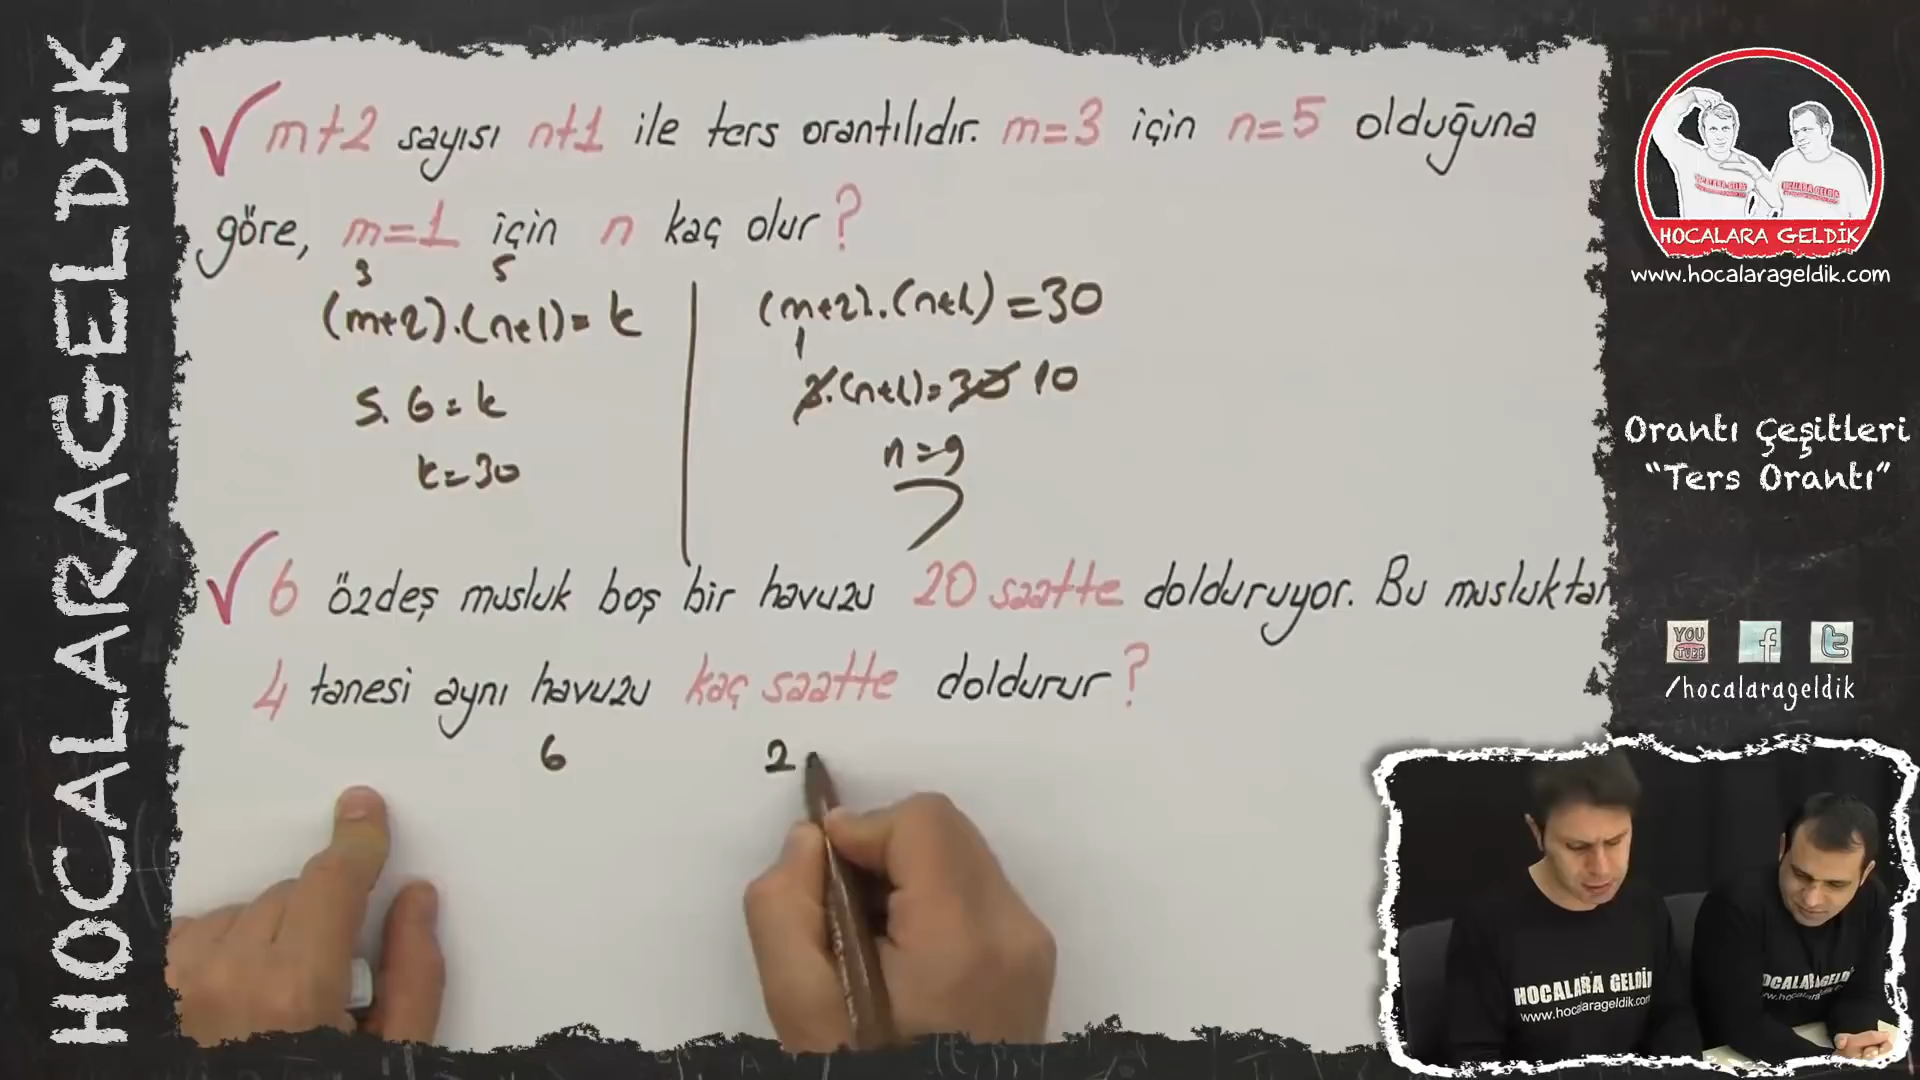 HOCALARAGELDİK
√ m+2 sayısı n+1 ile ters orantılıdır. m=3 için n=5 olduğuna
göre, m=1 için n kaç olur?
3 5
(m+2).(n+1)=k
5.6=k
k=30
(m+2).(n+1)=30
1
3.(n+1)=30 10
n=9
√ 6 özdeş musluk boş bir havuzu 20 saatte dolduruyor. Bu musluktan
4 tanesi aynı havuzu kaç saatte doldurur?
6 2
HOCALARA GELDİK
www.hocalarageldik.com
Orantı Çeşitleri
"Ters Orantı"
YOU
TUBE
f t
/hocalarageldik
HOCALARA GELDİK
www.hocalarageldik.com